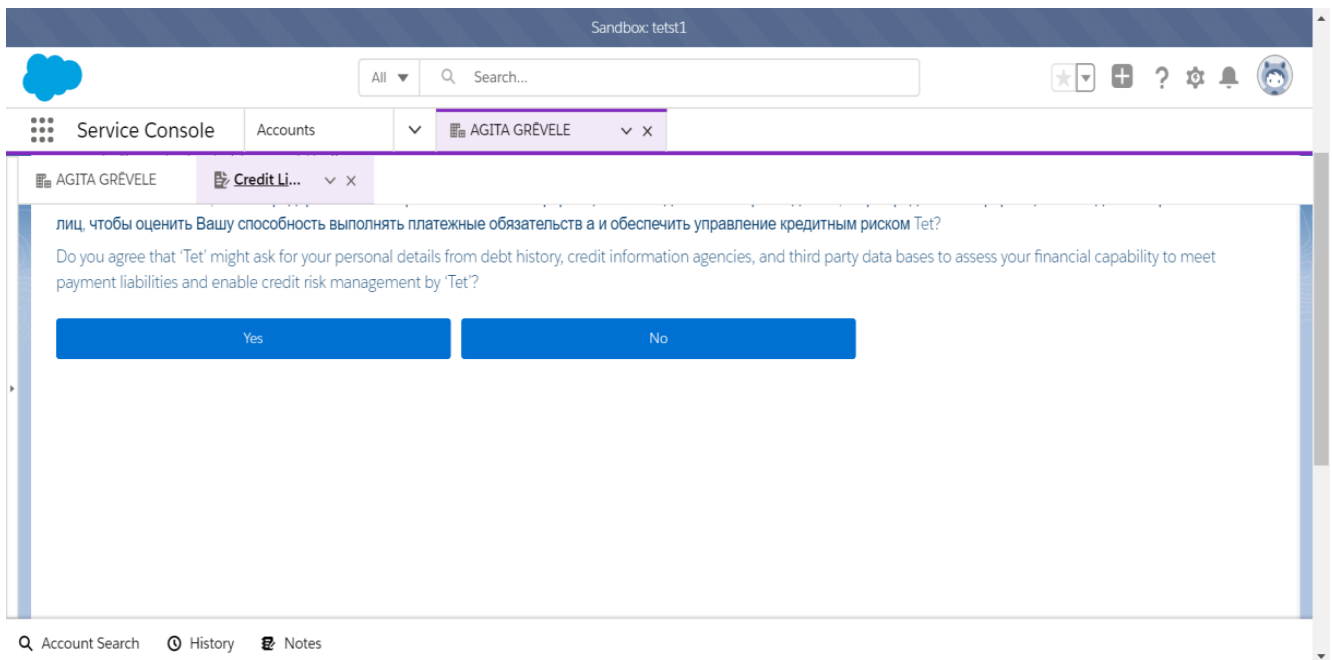 Sandbox: tetst1
All
Search...
Service Console
Accounts
AGITA GRĒVELE
AGITA GRĒVELE
Credit Li...
лиц, чтобы оценить Вашу способность выполнять платежные обязательств а и обеспечить управление кредитным риском Tet?
Do you agree that ‘Tet’ might ask for your personal details from debt history, credit information agencies, and third party data bases to assess your financial capability to meet
payment liabilities and enable credit risk management by ‘Tet’?
Yes
No
Account Search
History
Notes